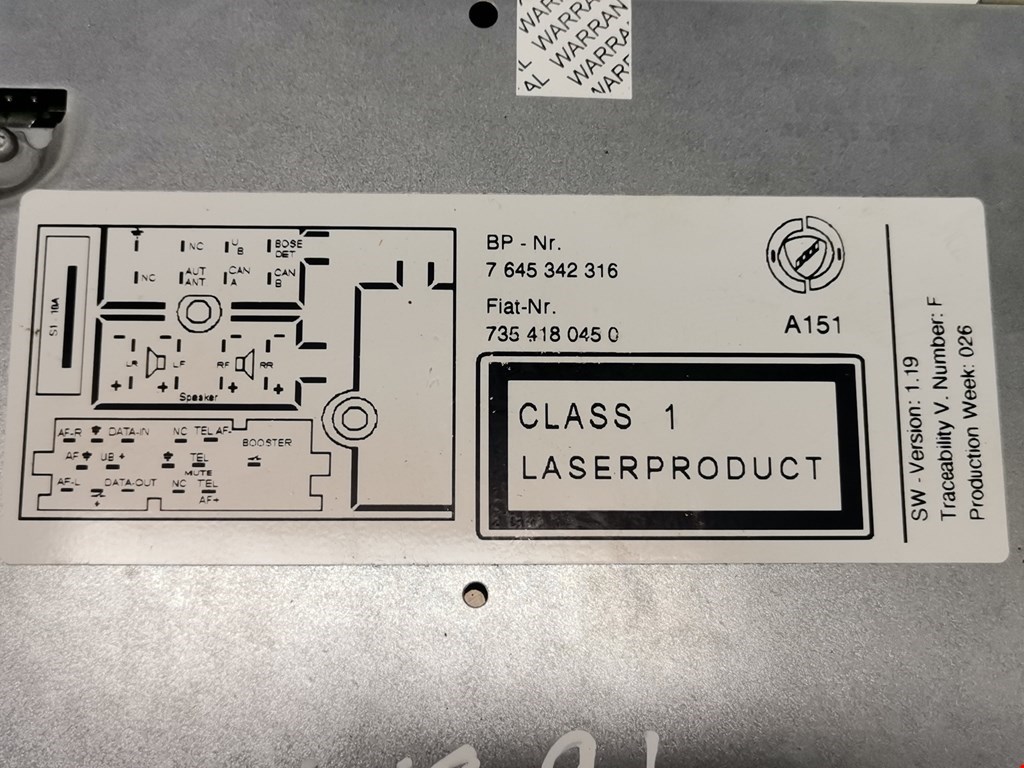 WARRAN
AL WARRAN
WARRA
S1 - 10A
NC
U
B
BOSE
DET
NC
AUT
ANT
CAN
A
CAN
B
- - - -
LR LF RF RR
+ + + +
Speaker
AF-R DATA-IN NC TEL AF-
BOOSTER
AF UB + TEL
MUTE
AF-L DATA-OUT NC TEL
+ AF+
BP - Nr.
7 645 342 316
Fiat-Nr.
735 418 045 0
A151
CLASS 1
LASERPRODUCT
SW - Version: 1.19
Traceability V. Number: F
Production Week: 026